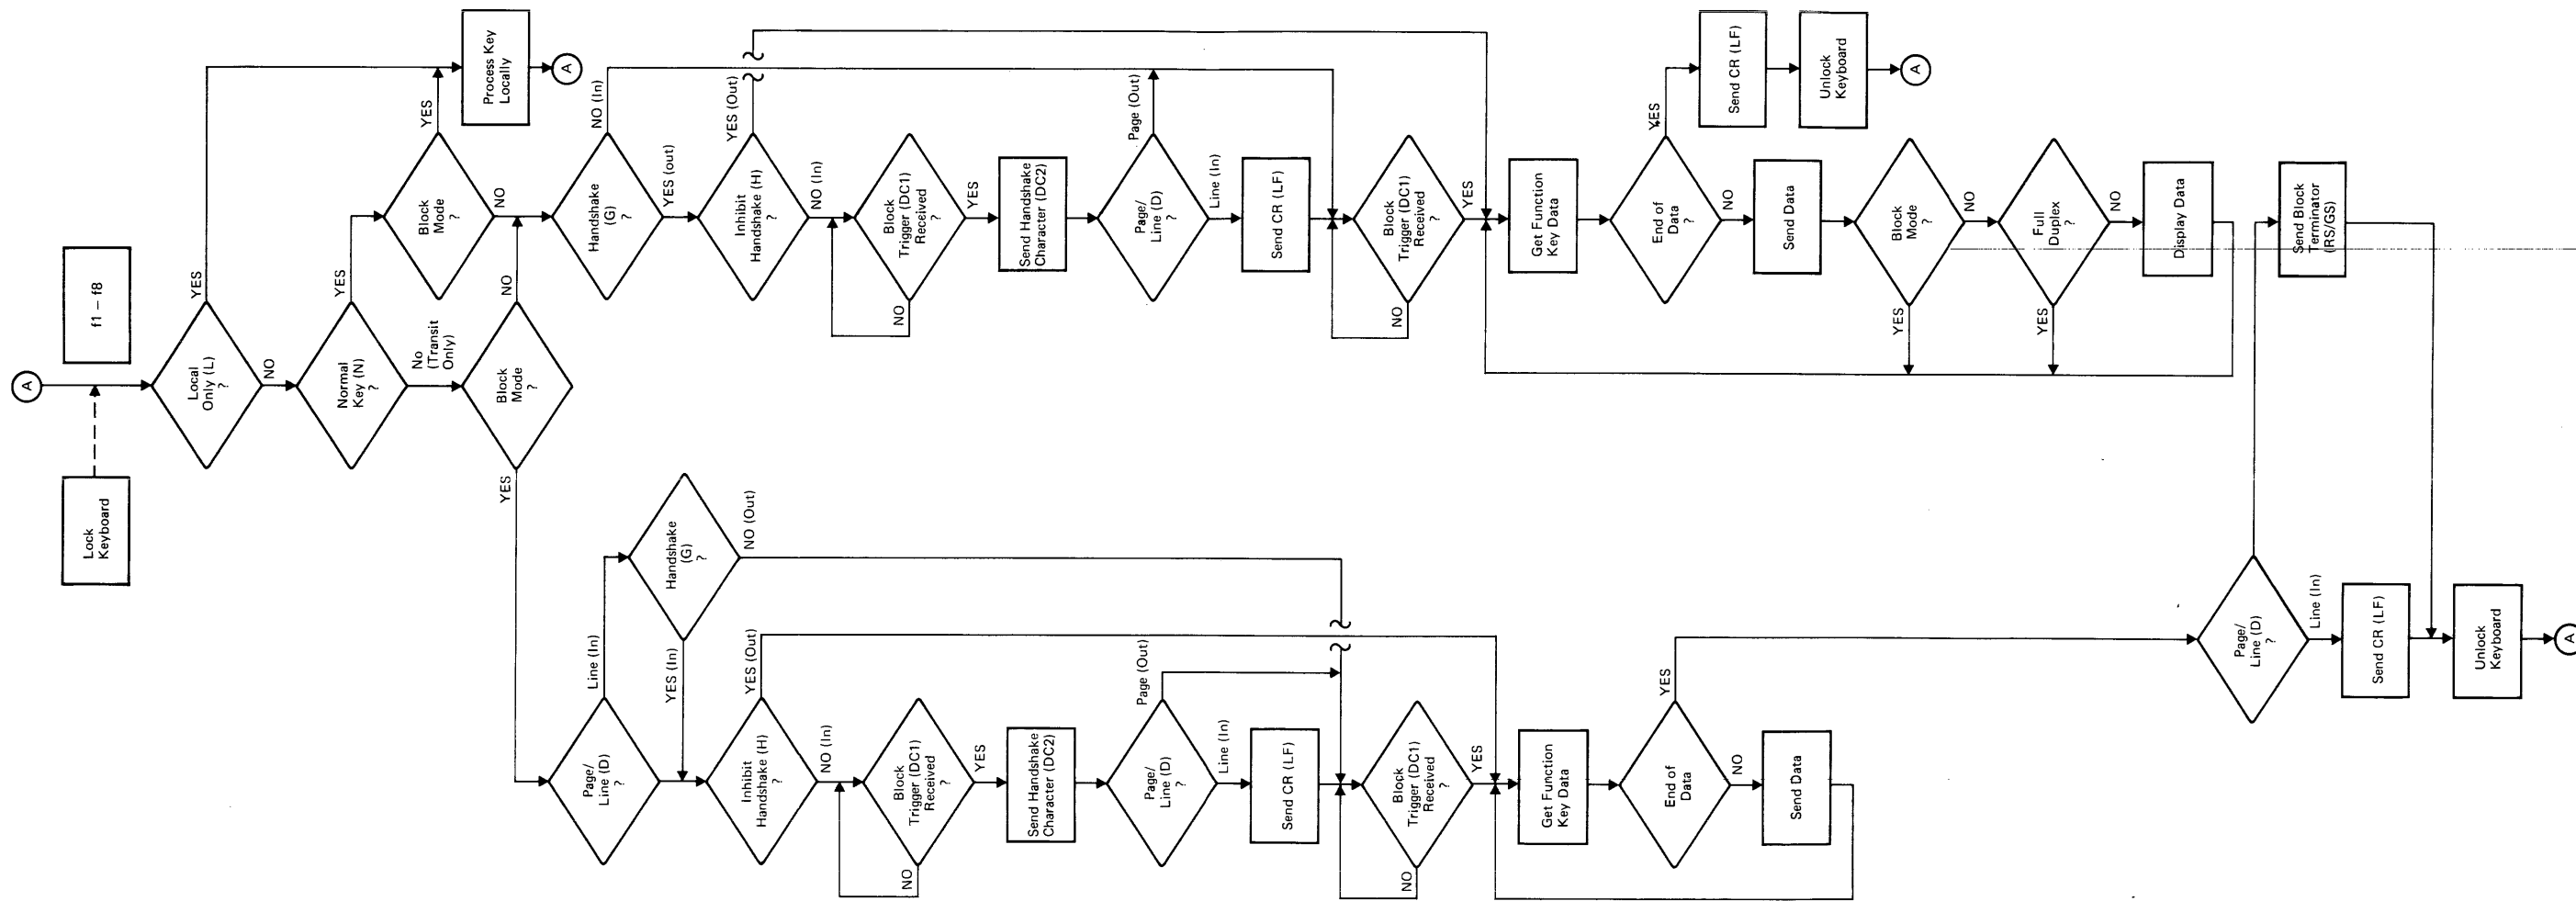 A
Lock
Keyboard
f1 – f8
Local
Only (L)
?
YES
NO
Normal
Key (N)
?
YES
No
(Transit
Only)
Block
Mode
?
YES
NO
Block
Mode
?
YES
NO
Process Key
Locally
A
Handshake
(G)
?
NO (In)
YES (out)
Inhibit
Handshake (H)
?
YES (Out)
NO (In)
Block
Trigger (DC1)
Received
?
NO
YES
Send Handshake
Character (DC2)
Page/
Line (D)
?
Page (Out)
Line (In)
Send CR (LF)
Block
Trigger (DC1)
Received
?
NO
YES
Get Function
Key Data
End of
Data
?
YES
NO
Send CR (LF)
Unlock
Keyboard
A
Send Data
Block
Mode
?
YES
NO
Full
Duplex
?
YES
NO
Display Data
Page/
Line (D)
?
Line (In)
Handshake
(G)
?
NO (Out)
YES (In)
Inhibit
Handshake (H)
?
YES (Out)
NO (In)
Block
Trigger (DC1)
Received
?
NO
YES
Send Handshake
Character (DC2)
Page/
Line (D)
?
Page (Out)
Line (In)
Send CR (LF)
Block
Trigger (DC1)
Received
?
NO
YES
Get Function
Key Data
End of
Data
?
YES
NO
Send Data
Page/
Line (D)
?
Line (In)
Send Block
Terminator
(RS/GS)
Send CR (LF)
Unlock
Keyboard
A